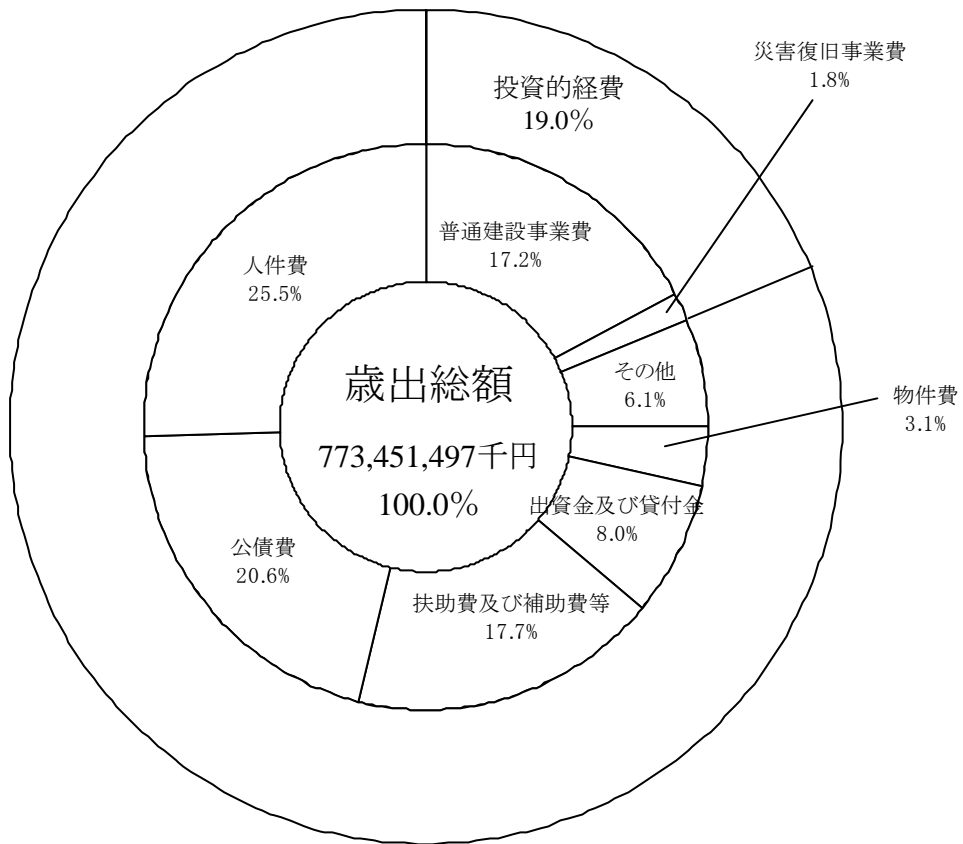 災害復旧事業費
1.8%
投資的経費
19.0%
普通建設事業費
17.2%
人件費
25.5%
その他
6.1%
歳出総額
773,451,497千円
100.0%
物件費
3.1%
出資金及び貸付金
8.0%
公債費
20.6%
扶助費及び補助費等
17.7%